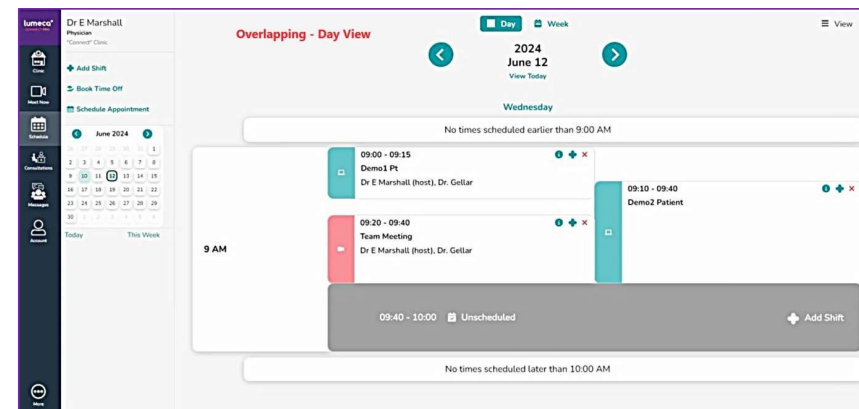 lumeco
Dr E Marshall
Physician
"Connect" Clinic
Clinic
Meet Now
Schedule
Consultations
Messages
Account
More
Add Shift
Book Time Off
Schedule Appointment
June 2024
1
2 3 4 5 6 7 8
9 10 11 12 13 14 15
16 17 18 19 20 21 22
23 24 25 26 27 28 29
30
Today This Week
Overlapping - Day View
Day Week
View
2024
June 12
View Today
Wednesday
No times scheduled earlier than 9:00 AM
9 AM
09:00 - 09:15
Demo1 Pt
Dr E Marshall (host), Dr. Gellar
09:10 - 09:40
Demo2 Patient
09:20 - 09:40
Team Meeting
Dr E Marshall (host), Dr. Gellar
09:40 - 10:00 Unscheduled Add Shift
No times scheduled later than 10:00 AM